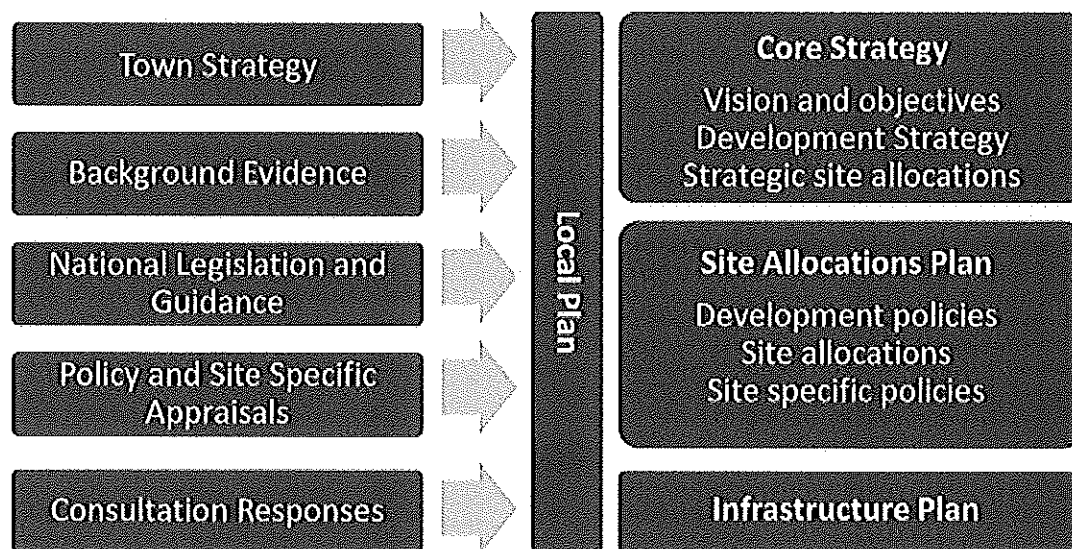 Town Strategy
Background Evidence
National Legislation and
Guidance
Policy and Site Specific
Appraisals
Consultation Responses
Local Plan
Core Strategy
Vision and objectives
Development Strategy
Strategic site allocations
Site Allocations Plan
Development policies
Site allocations
Site specific policies
Infrastructure Plan